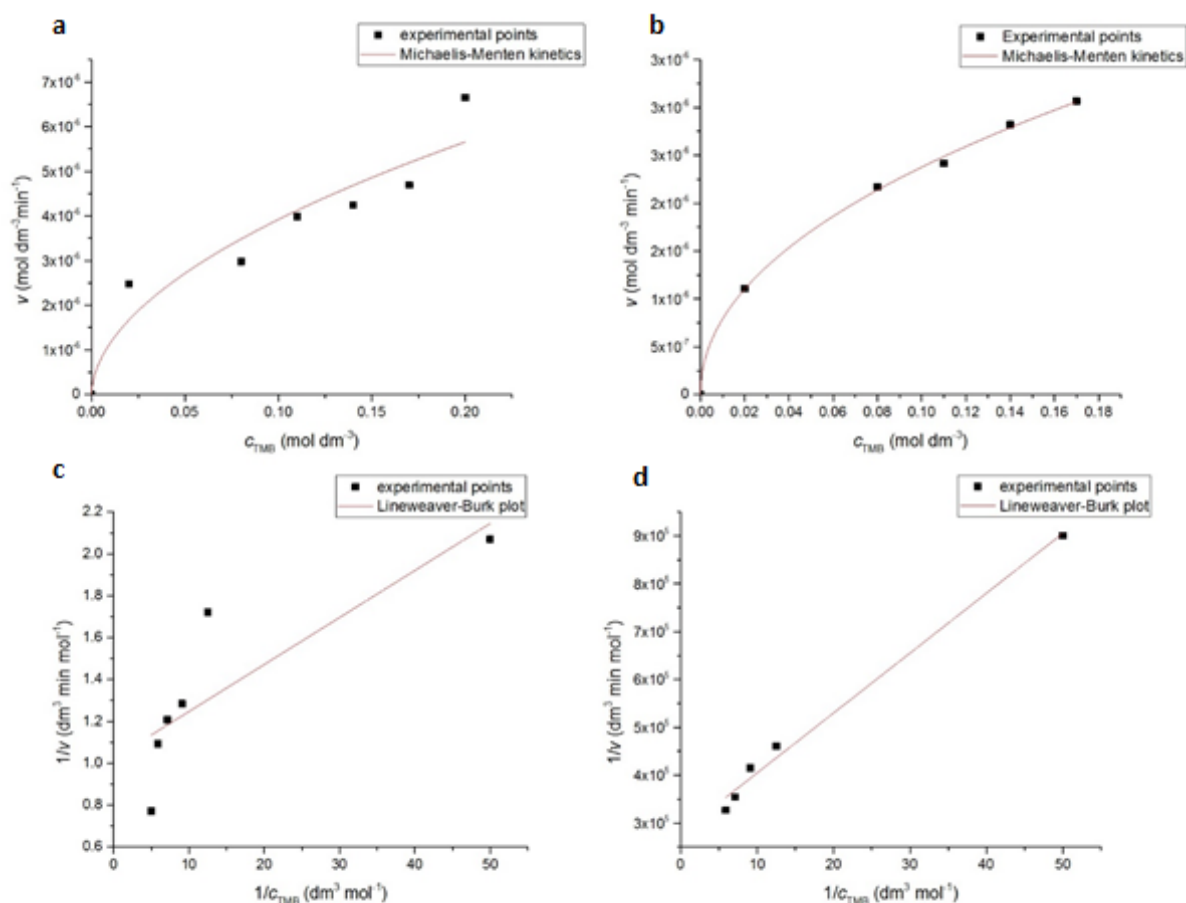 a
experimental points
Michaelis-Menten kinetics
7x10⁻⁶
6x10⁻⁶
5x10⁻⁶
4x10⁻⁶
3x10⁻⁶
2x10⁻⁶
1x10⁻⁶
0
v (mol dm⁻³min⁻¹)
0.00 0.05 0.10 0.15 0.20
c_TMB (mol dm⁻³)
b
Experimental Points
Michaelis-Menten kinetics
3x10⁻⁶
3x10⁻⁶
3x10⁻⁶
2x10⁻⁶
2x10⁻⁶
1x10⁻⁶
5x10⁻⁷
0
v (mol dm⁻³ min⁻¹)
0.00 0.02 0.04 0.06 0.08 0.10 0.12 0.14 0.16 0.18
c_TMB (mol dm⁻³)
c
experimental points
Lineweaver-Burk plot
2.2
2.0
1.8
1.6
1.4
1.2
1.0
0.8
0.6
1/v (dm³ min mol⁻¹)
0 10 20 30 40 50
1/c_TMB (dm³ mol⁻¹)
d
experimental points
Lineweaver-Burk plot
9x10⁵
8x10⁵
7x10⁵
6x10⁵
5x10⁵
4x10⁵
3x10⁵
1/v (dm³ min mol⁻¹)
0 10 20 30 40 50
1/c_TMB (dm³ mol⁻¹)